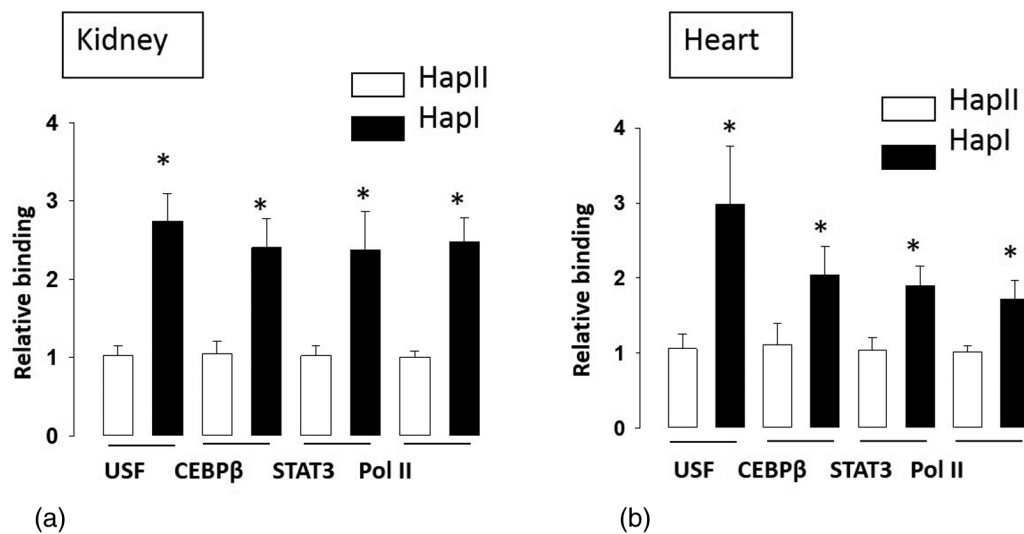 Kidney
HapII
HapI
Relative binding
4
3
2
1
0
*
*
*
*
USF CEBPβ STAT3 Pol II
(a)
Heart
HapII
HapI
Relative binding
4
3
2
1
0
*
*
*
*
USF CEBPβ STAT3 Pol II
(b)